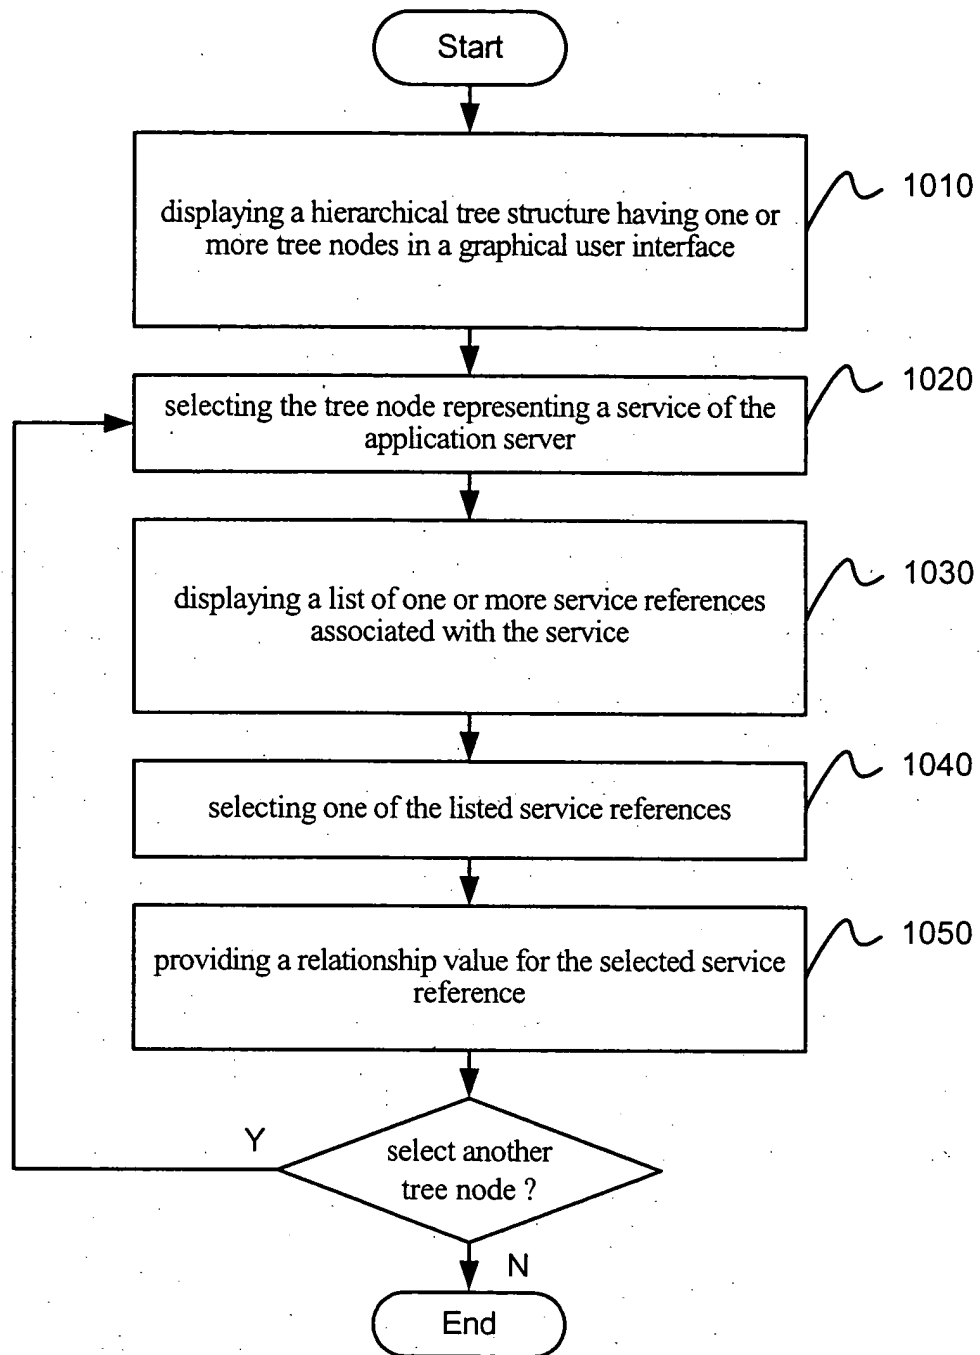 Start
displaying a hierarchical tree structure having one or
more tree nodes in a graphical user interface
1010
selecting the tree node representing a service of the
application server
1020
displaying a list of one or more service references
associated with the service
1030
selecting one of the listed service references
1040
providing a relationship value for the selected service
reference
1050
select another
tree node ?
Y
N
End